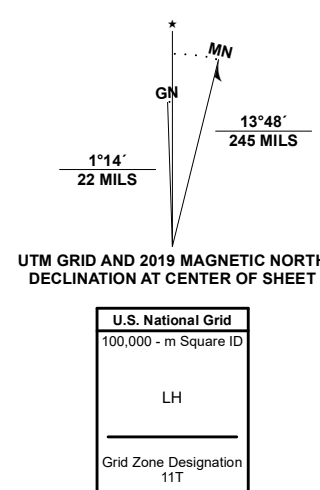 ★
MN
GN
13°48´
245 MILS
1°14´
22 MILS
UTM GRID AND 2019 MAGNETIC NORTH
DECLINATION AT CENTER OF SHEET
U.S. National Grid
100,000 - m Square ID
LH
Grid Zone Designation
11T